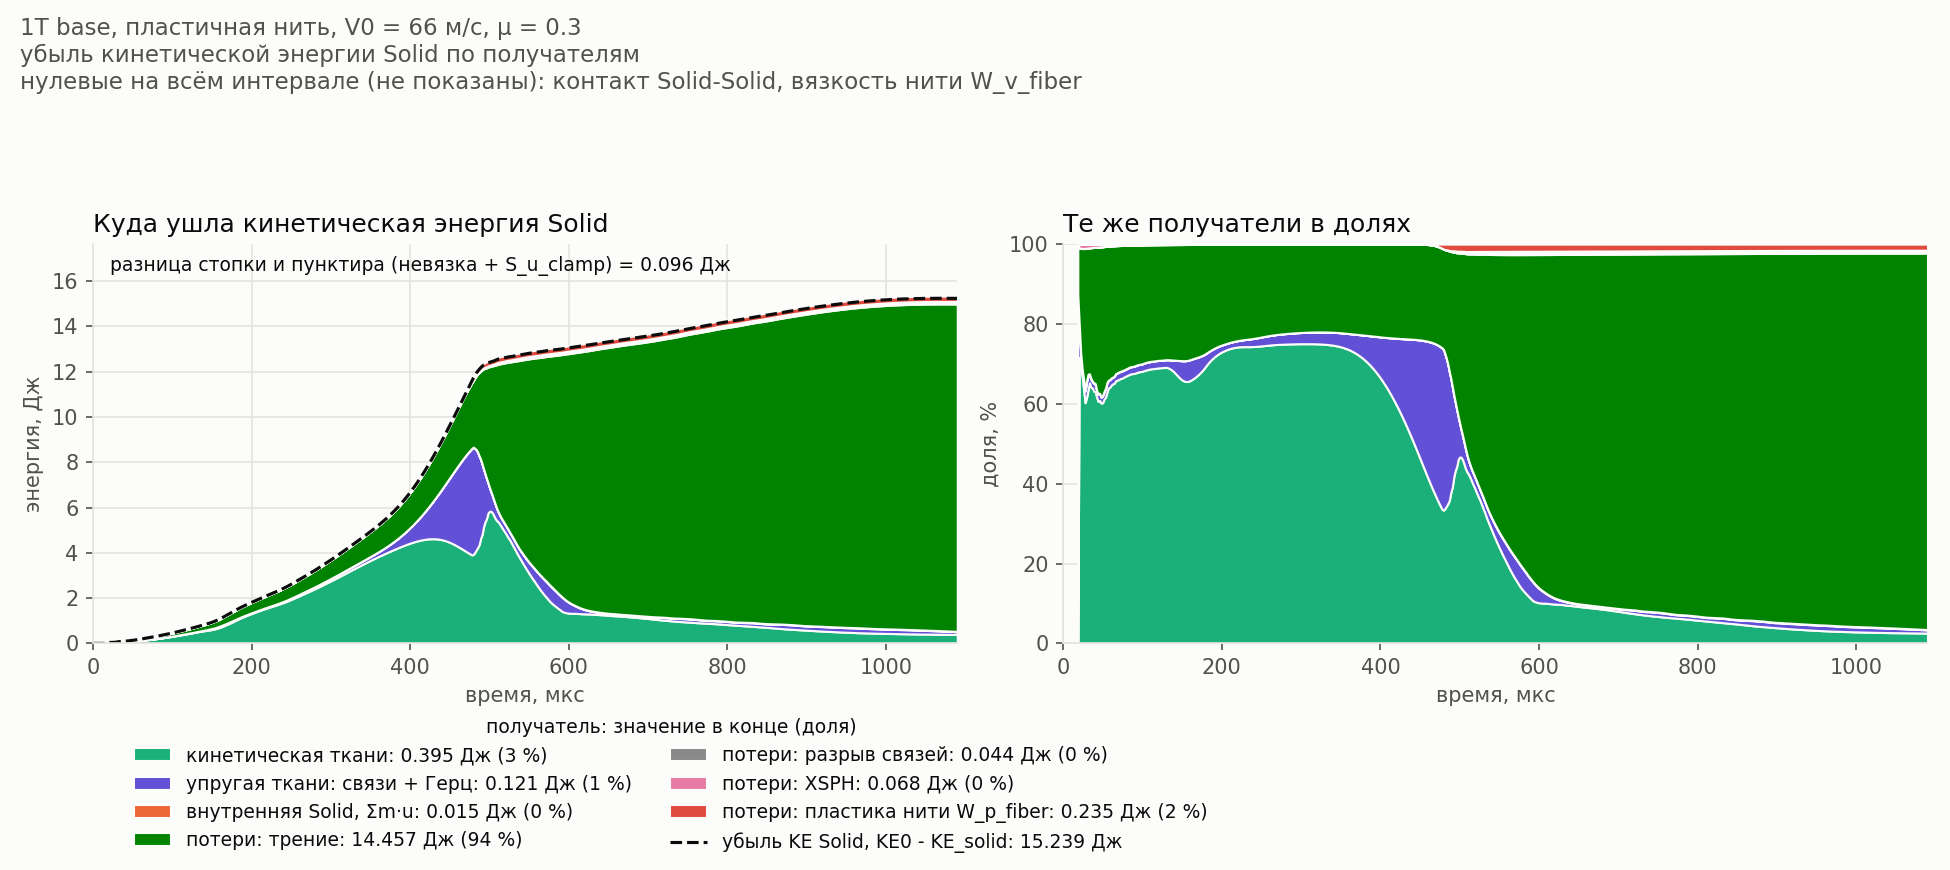 1T base, пластичная нить, V0 = 66 м/с, μ = 0.3
убыль кинетической энергии Solid по получателям
нулевые на всём интервале (не показаны): контакт Solid-Solid, вязкость нити W_v_fiber
Куда ушла кинетическая энергия Solid
разница стопки и пунктира (невязка + S_u_clamp) = 0.096 Дж
энергия, Дж
16
14
12
10
8
6
4
2
0
0
200
400
600
800
1000
время, мкс
Те же получатели в долях
доля, %
100
80
60
40
20
0
0
200
400
600
800
1000
время, мкс
получатель: значение в конце (доля)
кинетическая ткани: 0.395 Дж (3 %)
упругая ткани: связи + Герц: 0.121 Дж (1 %)
внутренняя Solid, Σm·u: 0.015 Дж (0 %)
потери: трение: 14.457 Дж (94 %)
потери: разрыв связей: 0.044 Дж (0 %)
потери: XSPH: 0.068 Дж (0 %)
потери: пластика нити W_p_fiber: 0.235 Дж (2 %)
убыль KE Solid, KE0 - KE_solid: 15.239 Дж